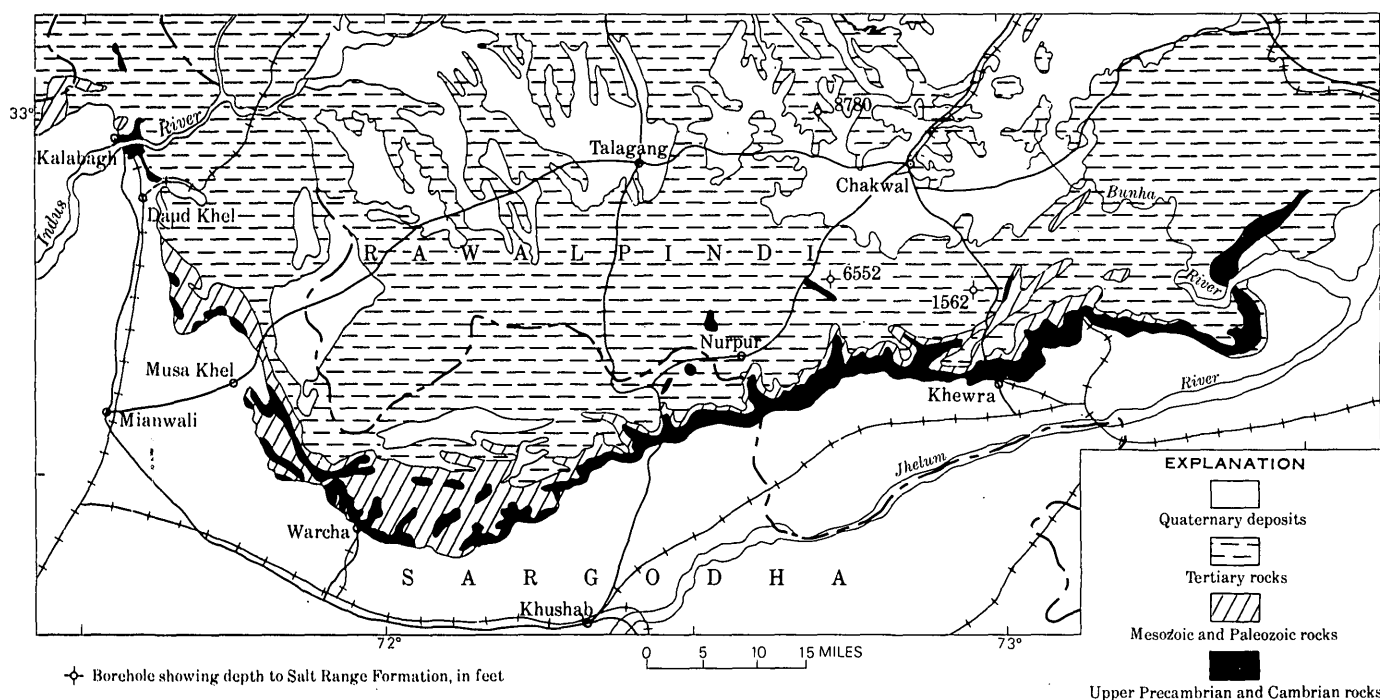 33°
8780
River
Kalabagh
Talagang
Chakwal
Indus
Daud Khel
Bunha
RAWALPINDI
6552
1562
River
Nurpur
Musa Khel
Khewra
River
Mianwali
Jhelum
Warcha
SARGODHA
Khushab
72°
73°
0 5 10 15 MILES
Borehole showing depth to Salt Range Formation, in feet
EXPLANATION
Quaternary deposits
Tertiary rocks
Mesozoic and Paleozoic rocks
Upper Precambrian and Cambrian rocks